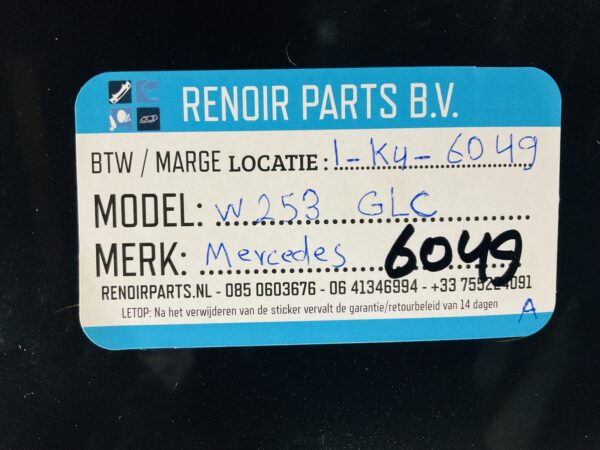 RENOIR PARTS B.V.
BTW / MARGE LOCATIE: 1-K4-6049
MODEL: W253 GLC
MERK: Mercedes 6049
RENOIRPARTS.NL - 085 0603676 - 06 41346994 - +33 755224091
LETOP: Na het verwijderen van de sticker vervalt de garantie/retourbeleid van 14 dagen
A